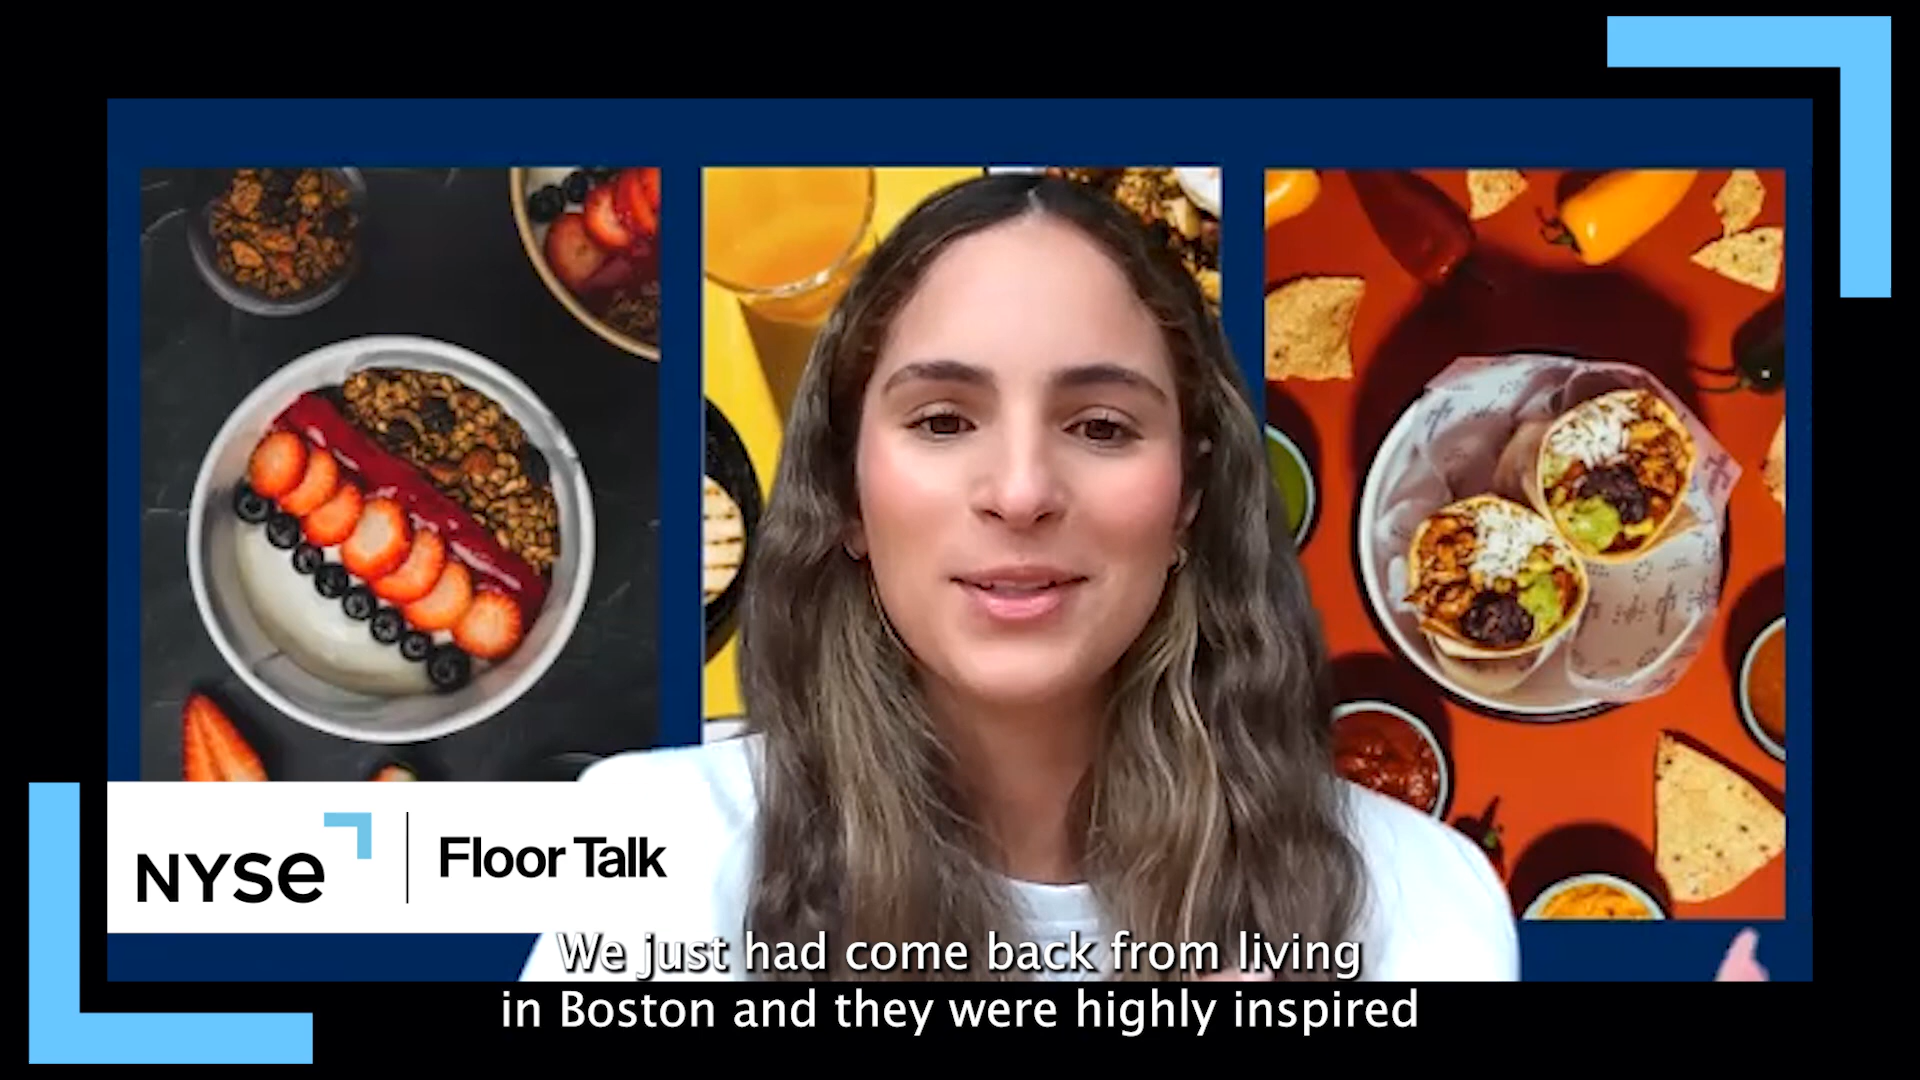 NYSE
Floor Talk
We just had come back from living
in Boston and they were highly inspired